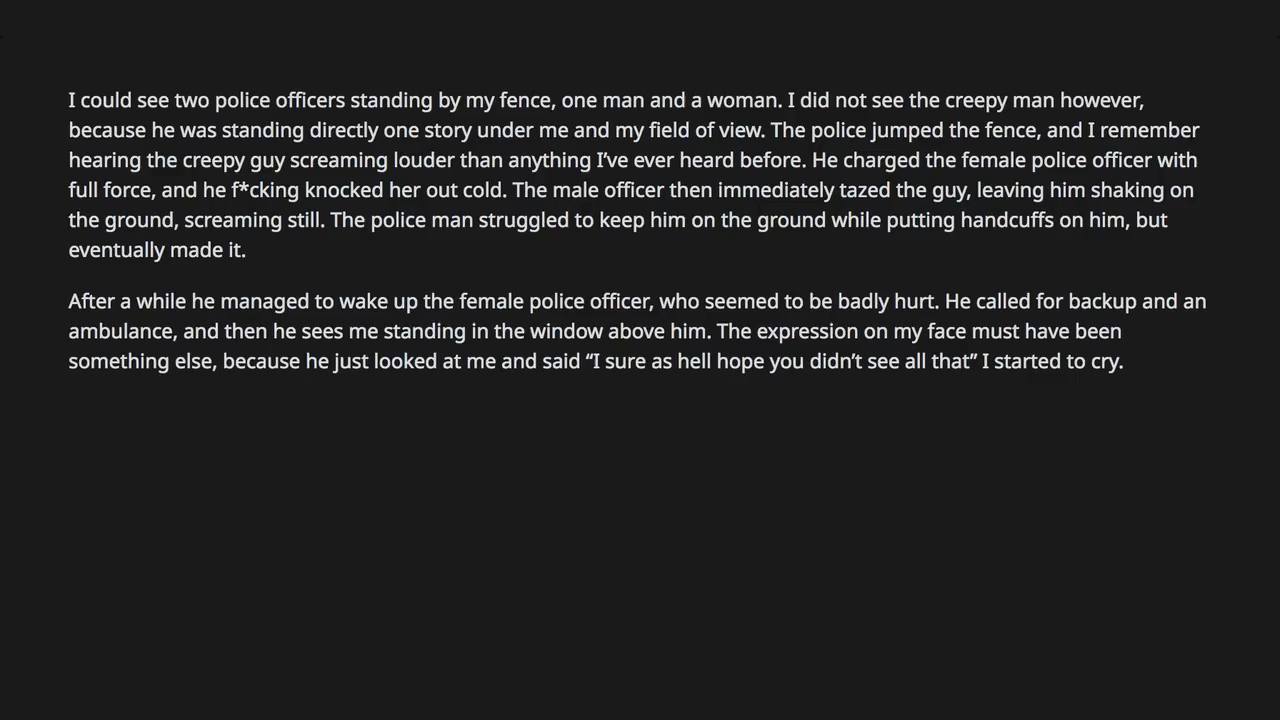 I could see two police officers standing by my fence, one man and a woman. I did not see the creepy man however,
because he was standing directly one story under me and my field of view. The police jumped the fence, and I remember
hearing the creepy guy screaming louder than anything I’ve ever heard before. He charged the female police officer with
full force, and he f*cking knocked her out cold. The male officer then immediately tazed the guy, leaving him shaking on
the ground, screaming still. The police man struggled to keep him on the ground while putting handcuffs on him, but
eventually made it.
After a while he managed to wake up the female police officer, who seemed to be badly hurt. He called for backup and an
ambulance, and then he sees me standing in the window above him. The expression on my face must have been
something else, because he just looked at me and said “I sure as hell hope you didn’t see all that” I started to cry.